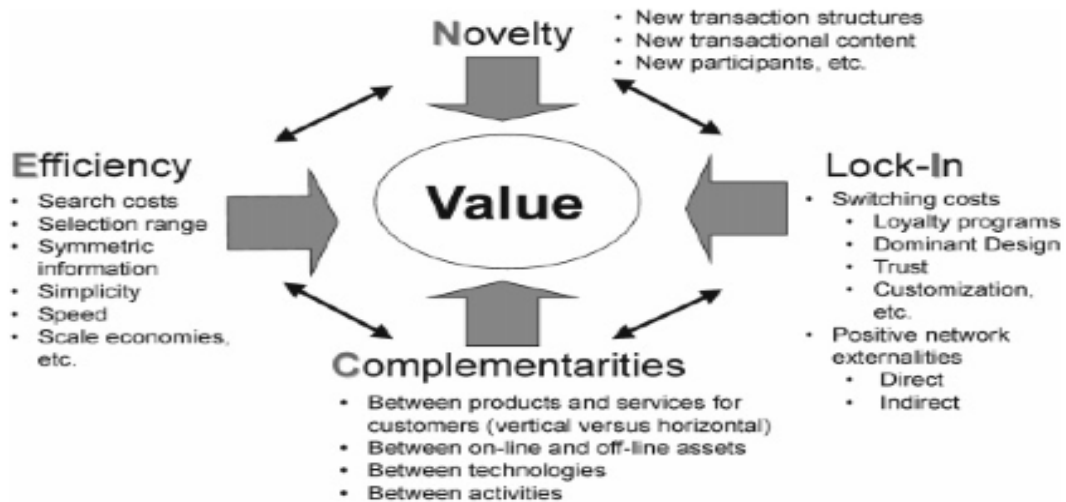 Novelty
• New transaction structures
• New transactional content
• New participants, etc.
Efficiency
• Search costs
• Selection range
• Symmetric
information
• Simplicity
• Speed
• Scale economies,
etc.
Value
Lock-In
• Switching costs
• Loyalty programs
• Dominant Design
• Trust
• Customization,
etc.
• Positive network
externalities
• Direct
• Indirect
Complementarities
• Between products and services for
customers (vertical versus horizontal)
• Between on-line and off-line assets
• Between technologies
• Between activities